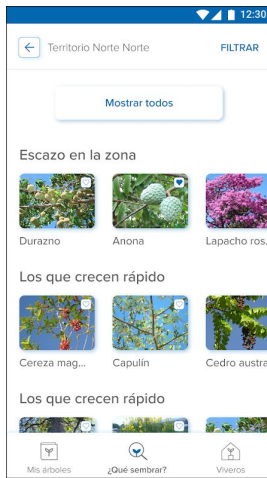 12:30
Territorio Norte Norte
FILTRAR
Mostrar todos
Escazo en la zona
Durazno
Anona
Lapacho ros.
Los que crecen rápido
Cereza mag...
Capulín
Cedro austra
Los que crecen rápido
Mis árboles
¿Qué sembrar?
Viveros